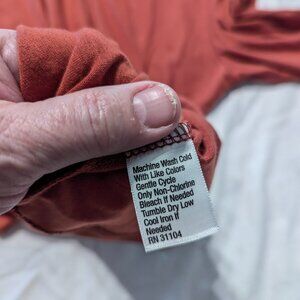 Machine Wash Cold
With Like Colors
Gentle Cycle
Only Non-Chlorine
Bleach If Needed
Tumble Dry Low
Cool Iron If
Needed
RN 31104